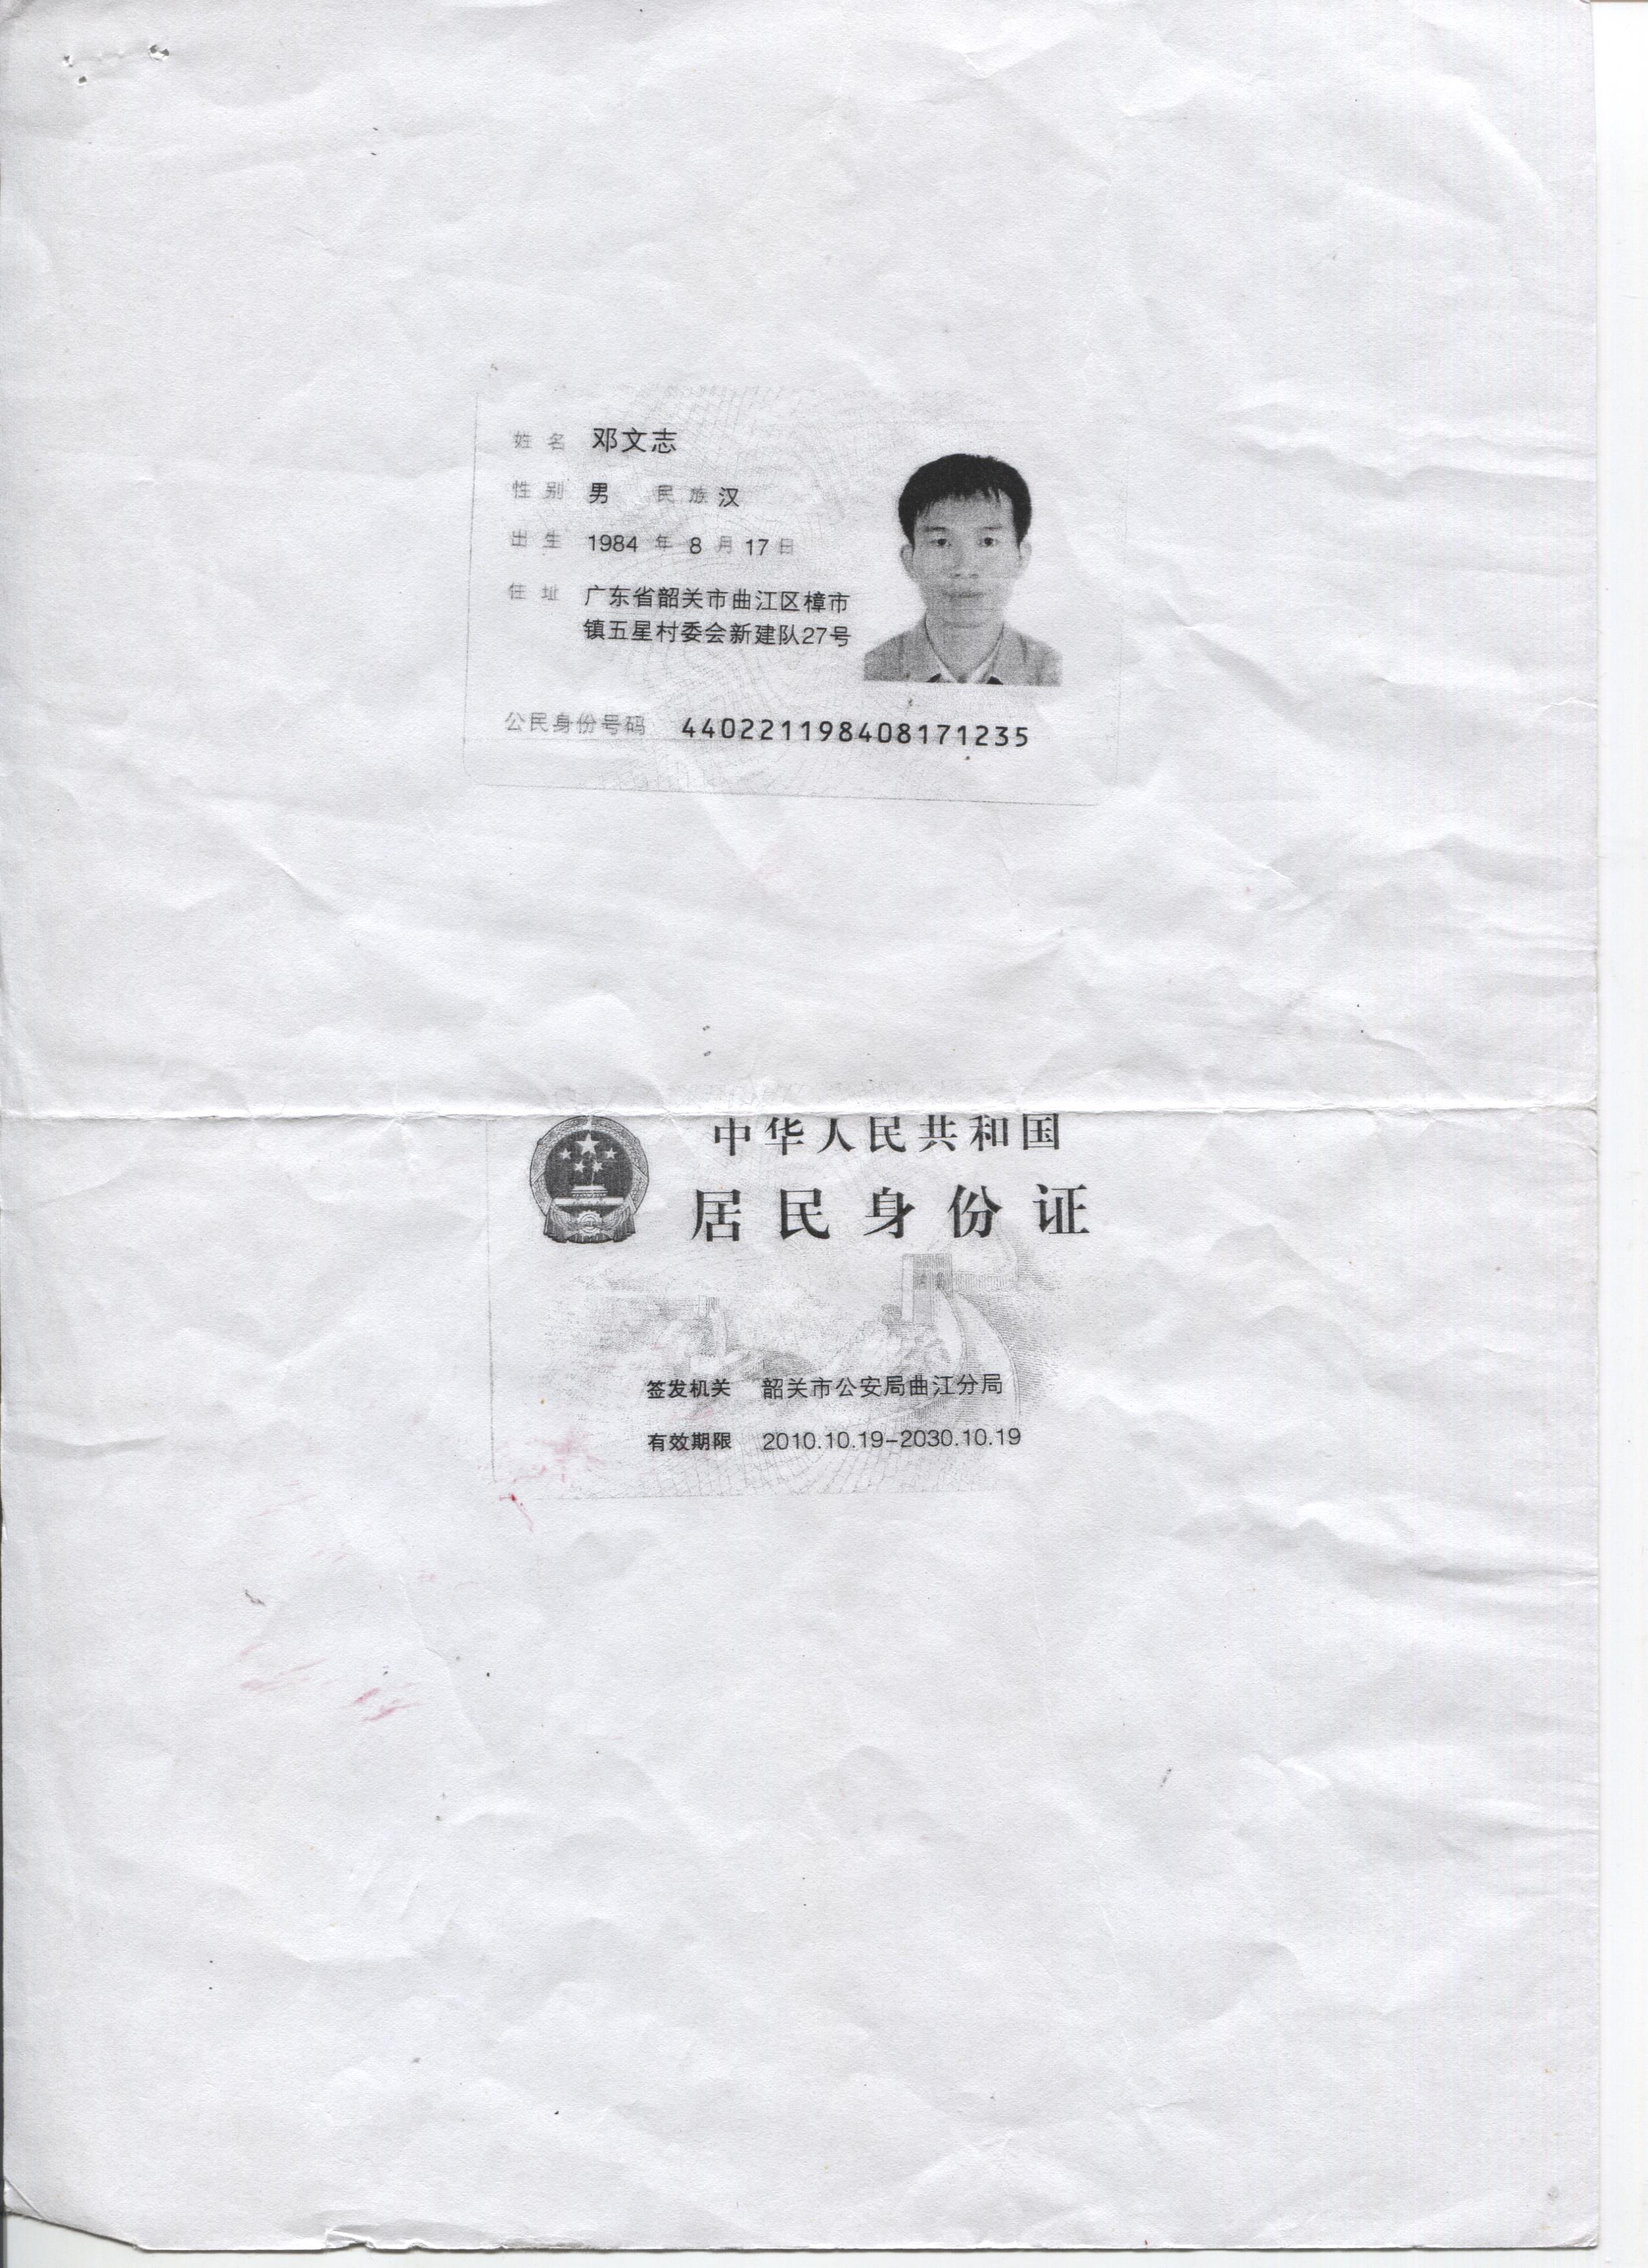 姓名 邓文志
性别 男 民族 汉
出生 1984 年 8 月 17 日
住址 广东省韶关市曲江区樟市
镇五星村委会新建队27号
公民身份号码 440221198408171235
中华人民共和国
居民身份证
签发机关 韶关市公安局曲江分局
有效期限 2010.10.19-2030.10.19